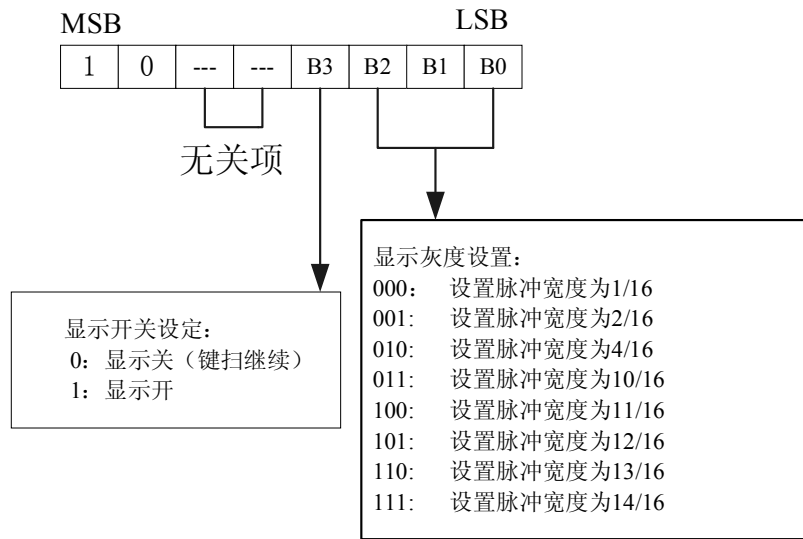 MSB LSB
1 0 --- --- B3 B2 B1 B0
无关项
显示开关设定：
0：显示关（键扫继续）
1：显示开
显示灰度设置：
000： 设置脉冲宽度为1/16
001: 设置脉冲宽度为2/16
010: 设置脉冲宽度为4/16
011: 设置脉冲宽度为10/16
100: 设置脉冲宽度为11/16
101: 设置脉冲宽度为12/16
110: 设置脉冲宽度为13/16
111: 设置脉冲宽度为14/16